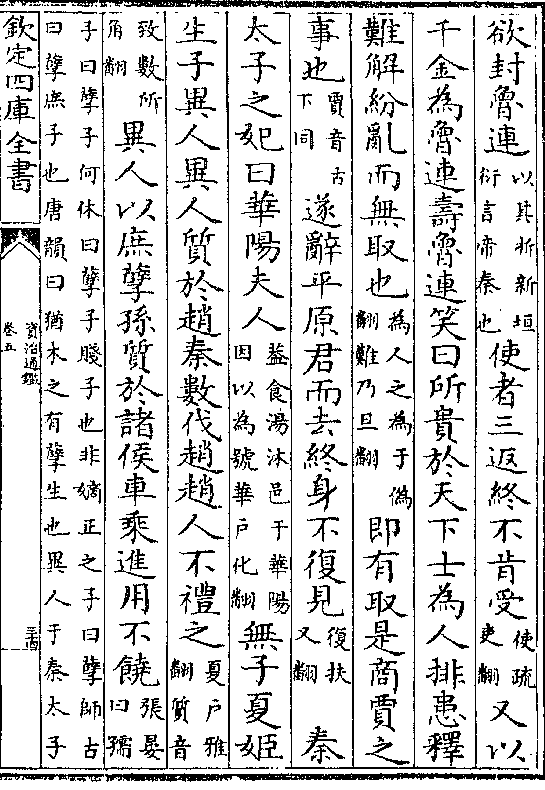 欲封魯連以其折新垣衍言帝秦也使者三返終不肯受使疏吏翻又以
千金為魯連壽魯連笑曰所貴於天下士為人排患釋
難解紛亂而無取也為人之為于偽翻難乃旦翻即有取是商賈之
事也賈音古下同遂辭平原君而去終身不復見復扶又翻秦
太子之妃曰華陽夫人蓋食湯沐邑于華陽因以為號華戶化翻無子夏姬
生子異人異人質於趙秦數伐趙趙人不禮之夏戶雅翻質音
致數所角翻異人以庶孽孫質於諸侯車乘進用不饒張晏曰孺
子曰孽子何休曰孽子賤子也非嫡正之子曰孽師古
曰孽庶子也唐韻曰猶木之有孽生也異人于秦太子
欽定四庫全書
資治通鑑
卷五
三十四